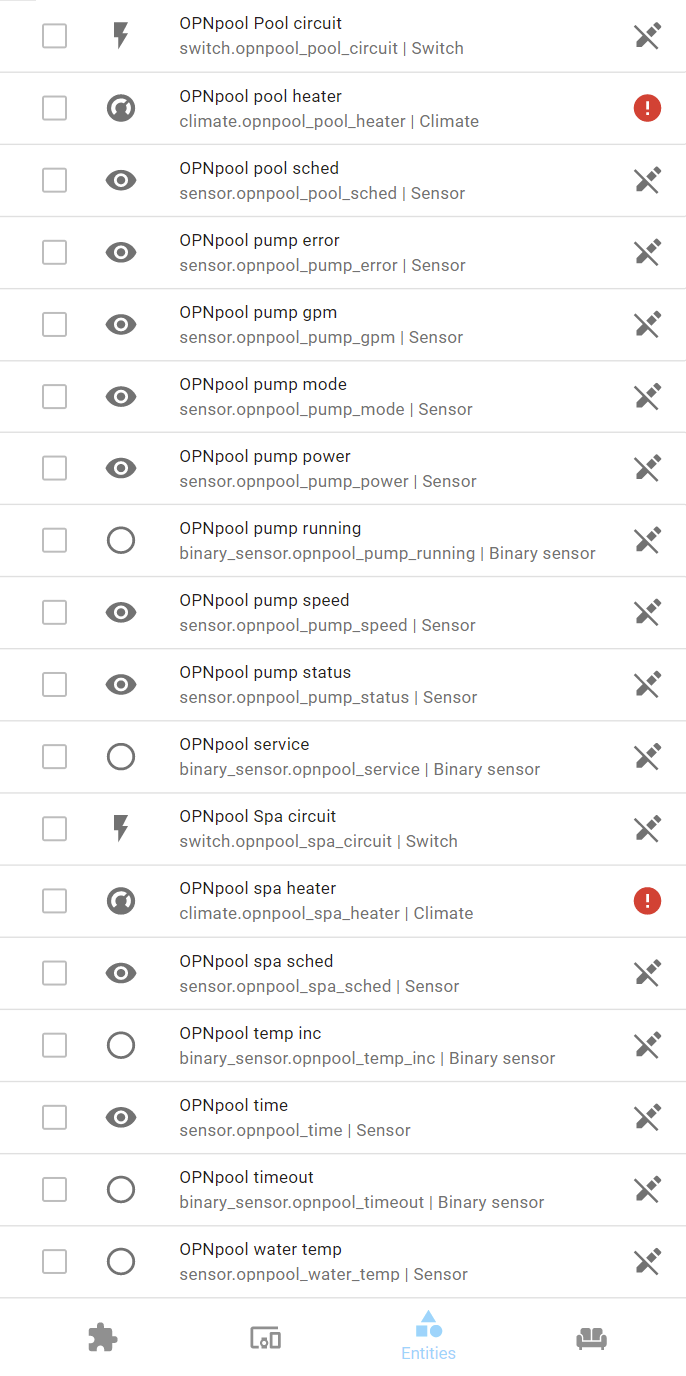 OPNpool Pool circuit
switch.opnpool_pool_circuit | Switch
OPNpool pool heater
climate.opnpool_pool_heater | Climate
OPNpool pool sched
sensor.opnpool_pool_sched | Sensor
OPNpool pump error
sensor.opnpool_pump_error | Sensor
OPNpool pump gpm
sensor.opnpool_pump_gpm | Sensor
OPNpool pump mode
sensor.opnpool_pump_mode | Sensor
OPNpool pump power
sensor.opnpool_pump_power | Sensor
OPNpool pump running
binary_sensor.opnpool_pump_running | Binary sensor
OPNpool pump speed
sensor.opnpool_pump_speed | Sensor
OPNpool pump status
sensor.opnpool_pump_status | Sensor
OPNpool service
binary_sensor.opnpool_service | Binary sensor
OPNpool Spa circuit
switch.opnpool_spa_circuit | Switch
OPNpool spa heater
climate.opnpool_spa_heater | Climate
OPNpool spa sched
sensor.opnpool_spa_sched | Sensor
OPNpool temp inc
binary_sensor.opnpool_temp_inc | Binary sensor
OPNpool time
sensor.opnpool_time | Sensor
OPNpool timeout
binary_sensor.opnpool_timeout | Binary sensor
OPNpool water temp
sensor.opnpool_water_temp | Sensor
Entities